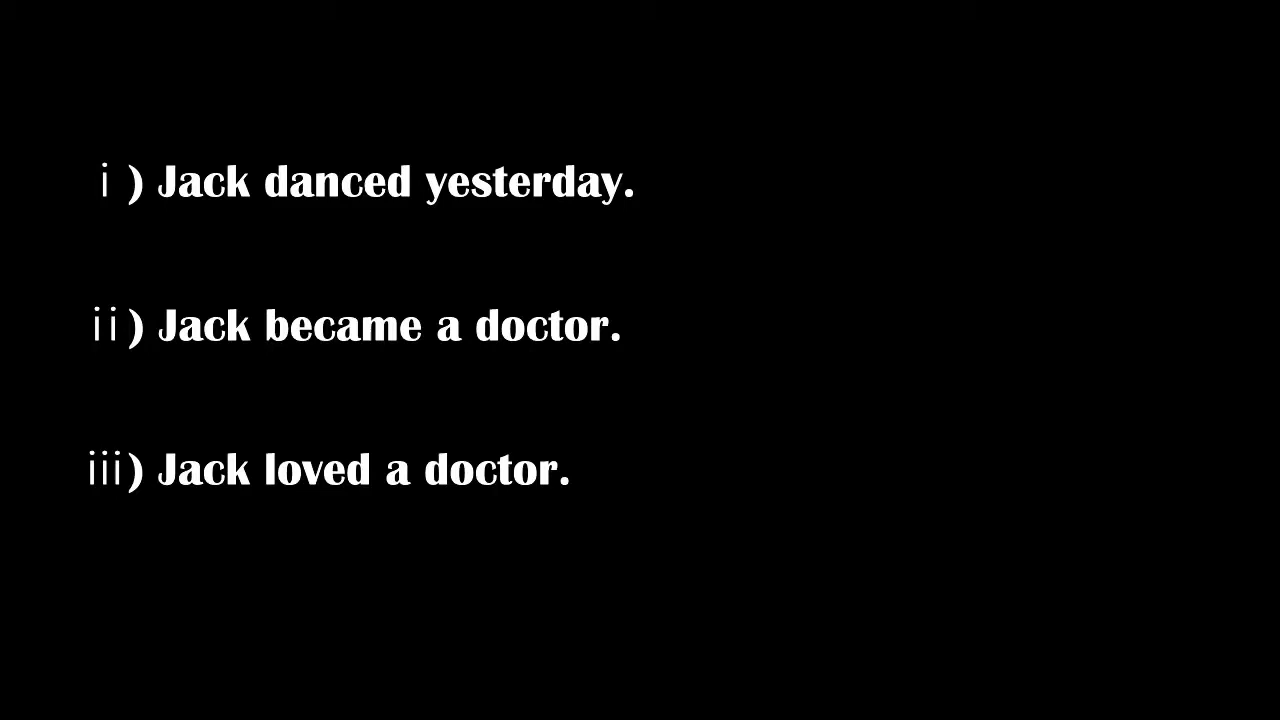 ⅰ) Jack danced yesterday.
ⅱ) Jack became a doctor.
ⅲ) Jack loved a doctor.